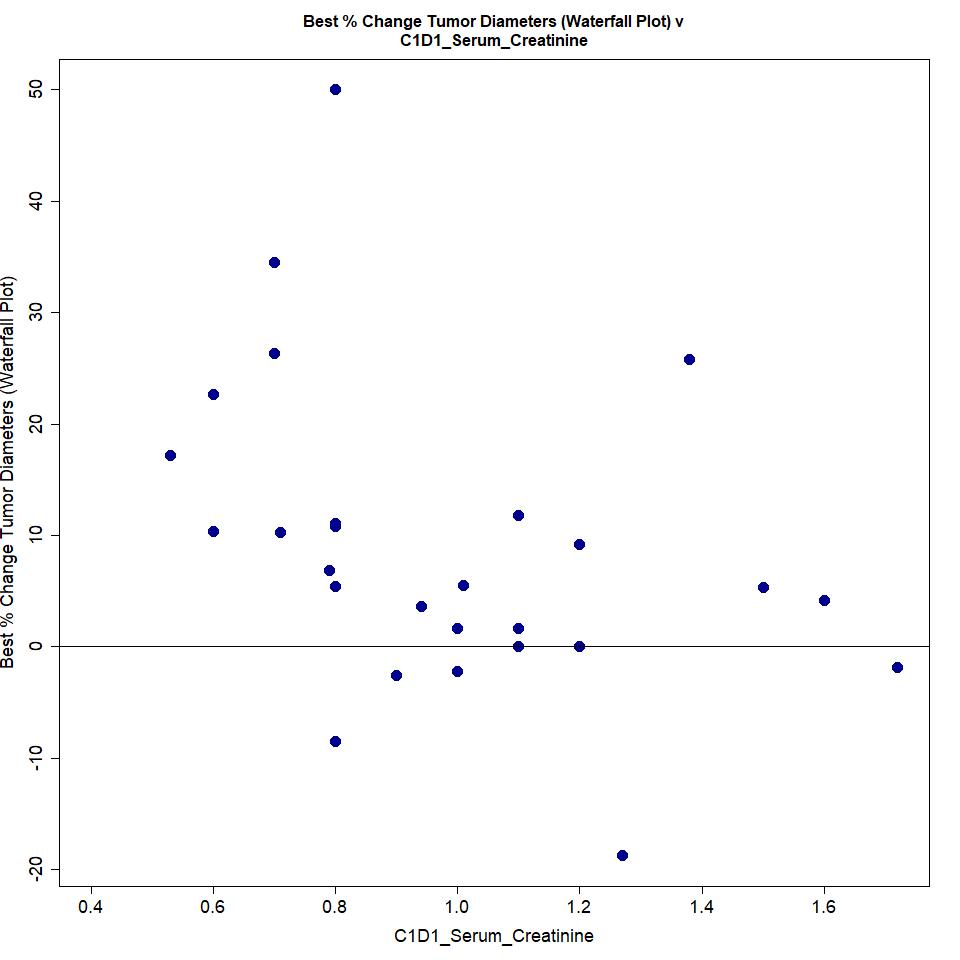 Best % Change Tumor Diameters (Waterfall Plot) v
C1D1_Serum_Creatinine
Best % Change Tumor Diameters (Waterfall Plot)
50
40
30
20
10
0
-10
-20
0.4 0.6 0.8 1.0 1.2 1.4 1.6
C1D1_Serum_Creatinine